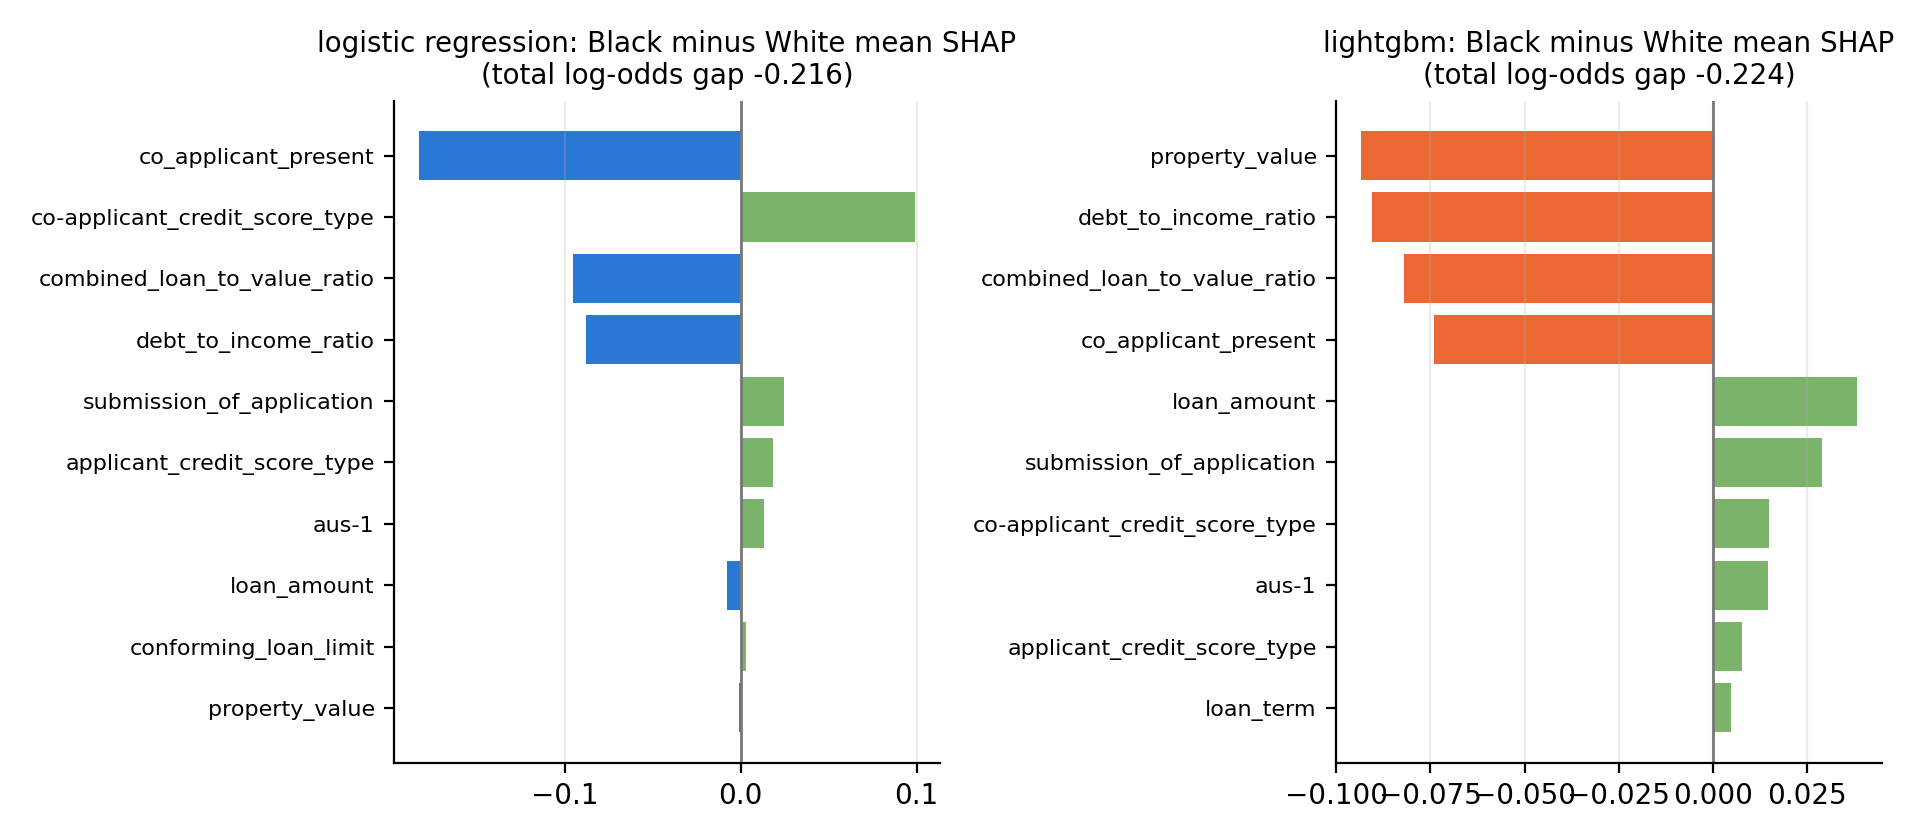 logistic regression: Black minus White mean SHAP
(total log-odds gap -0.216)
co_applicant_present
co-applicant_credit_score_type
combined_loan_to_value_ratio
debt_to_income_ratio
submission_of_application
applicant_credit_score_type
aus-1
loan_amount
conforming_loan_limit
property_value
−0.1 0.0 0.1
lightgbm: Black minus White mean SHAP
(total log-odds gap -0.224)
property_value
debt_to_income_ratio
combined_loan_to_value_ratio
co_applicant_present
loan_amount
submission_of_application
co-applicant_credit_score_type
aus-1
applicant_credit_score_type
loan_term
−0.100 −0.075 −0.050 −0.025 0.000 0.025